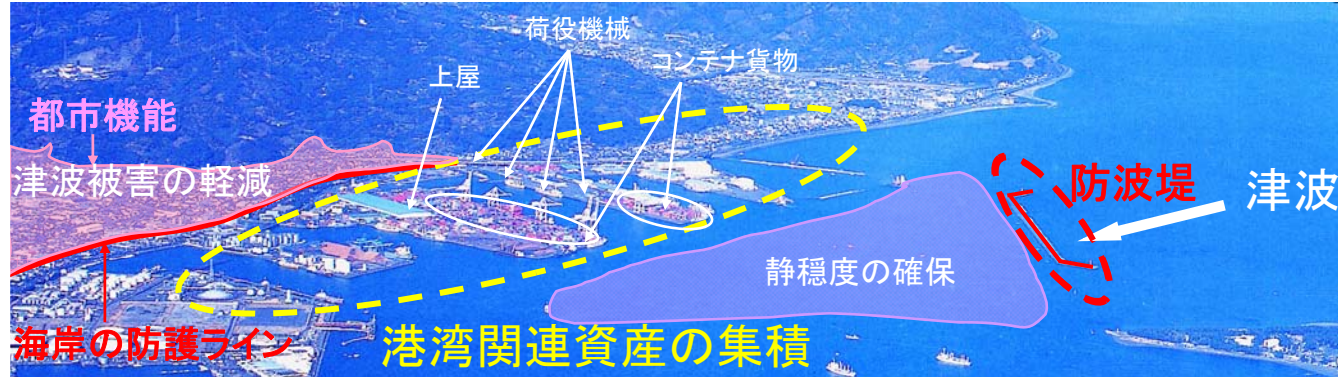 荷役機械
上屋
コンテナ貨物
都市機能
津波被害の軽減
防波堤
津波
静穏度の確保
海岸の防護ライン
港湾関連資産の集積